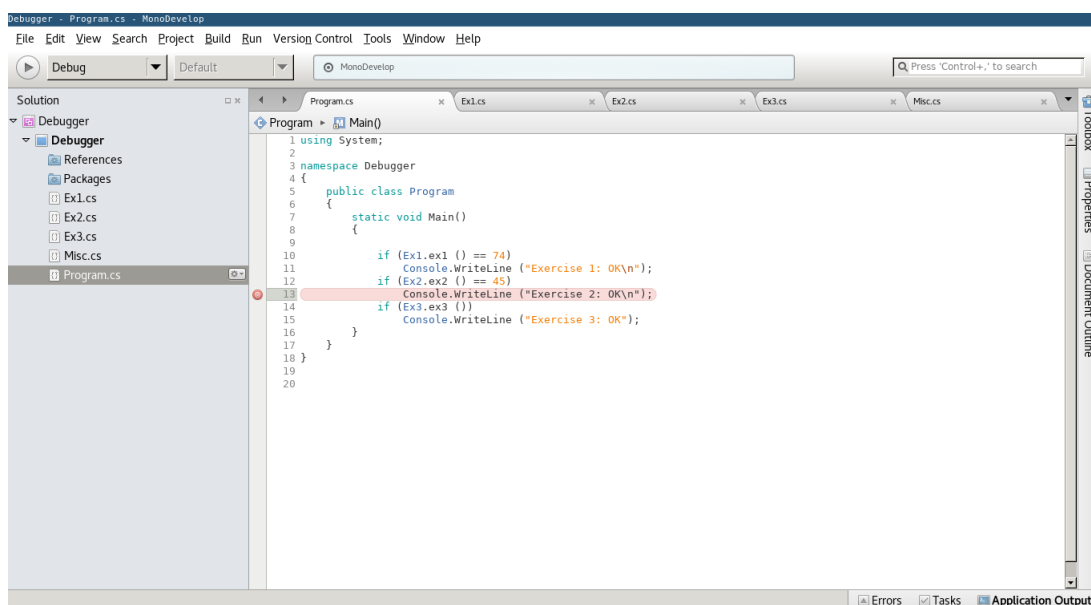 Debugger - Program.cs - MonoDevelop
File Edit View Search Project Build Run Version Control Tools Window Help
Debug Default MonoDevelop Press 'Control+,' to search
Solution
Debugger
Debugger
References
Packages
Ex1.cs
Ex2.cs
Ex3.cs
Misc.cs
Program.cs
Program.cs Ex1.cs Ex2.cs Ex3.cs Misc.cs
Program Main()
1 using System;
2
3 namespace Debugger
4 {
5     public class Program
6     {
7         static void Main()
8         {
9
10             if (Ex1.ex1 () == 74)
11                 Console.WriteLine ("Exercise 1: OK\n");
12             if (Ex2.ex2 () == 45)
13                 Console.WriteLine ("Exercise 2: OK\n");
14             if (Ex3.ex3 ())
15                 Console.WriteLine ("Exercise 3: OK");
16         }
17     }
18 }
19
20
Toolbox
Properties
Document Outline
Errors Tasks Application Output